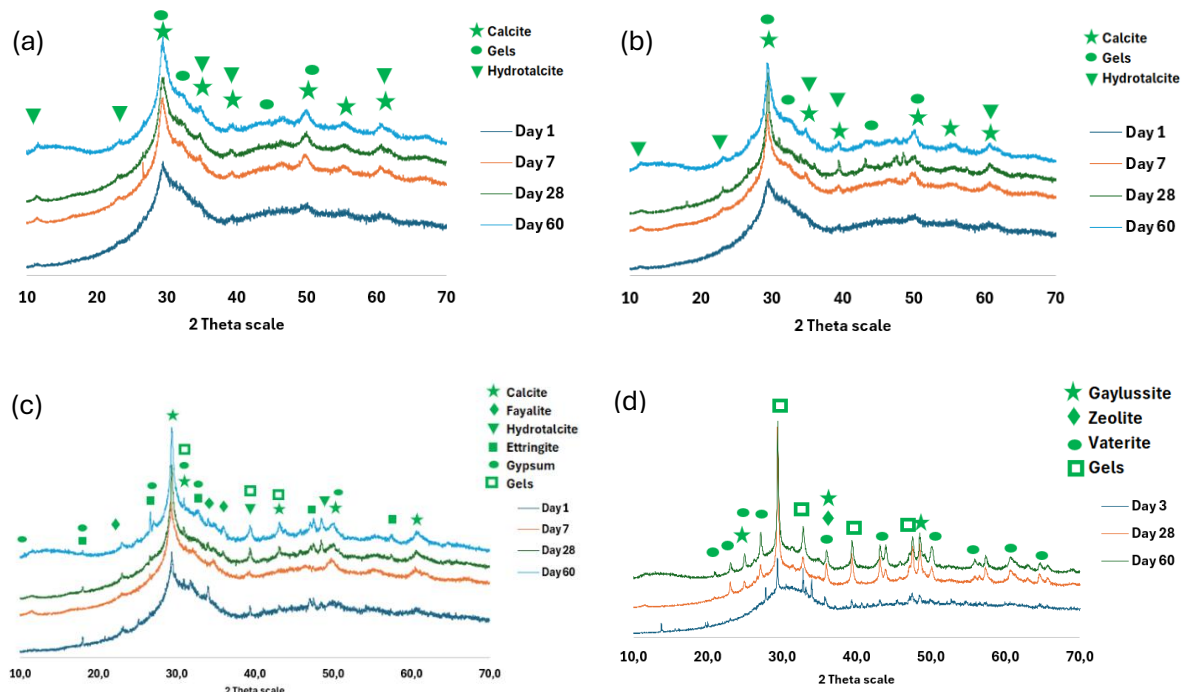 (a)
Calcite
Gels
Hydrotalcite
Day 1
Day 7
Day 28
Day 60
10 20 30 40 50 60 70
2 Theta scale
(b)
Calcite
Gels
Hydrotalcite
Day 1
Day 7
Day 28
Day 60
10 20 30 40 50 60 70
2 Theta scale
(c)
Calcite
Fayalite
Hydrotalcite
Ettringite
Gypsum
Gels
Day 1
Day 7
Day 28
Day 60
10,0 20,0 30,0 40,0 50,0 60,0 70,0
2 Theta scale
(d)
Gaylussite
Zeolite
Vaterite
Gels
Day 3
Day 28
Day 60
10,0 20,0 30,0 40,0 50,0 60,0 70,0
2 Theta scale